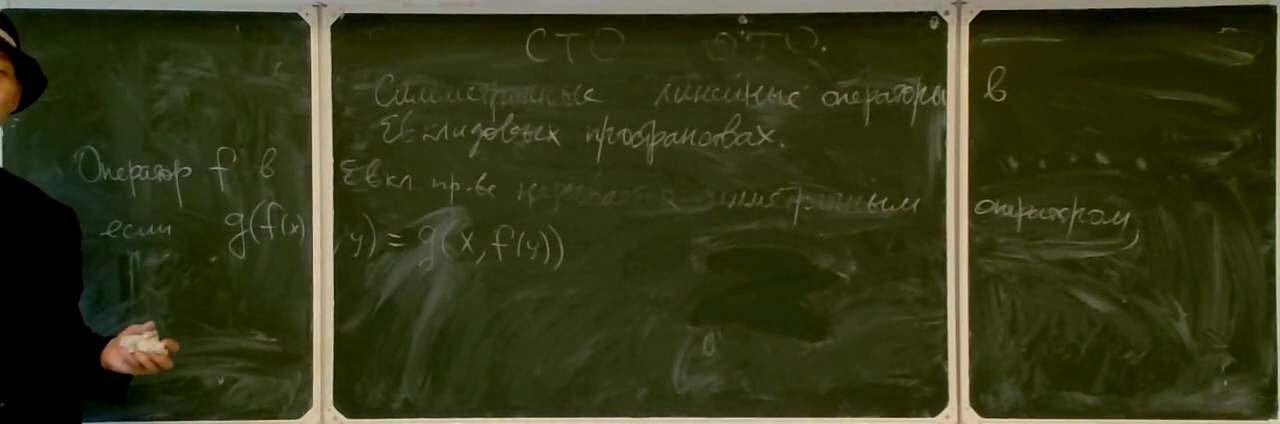 СТО ОТО.
Симметричные линейные операторы в
Евклидовых пространствах.
Оператор f в Евкл. пр-ве называется симметричным оператором,
если g(f(x), y) = g(x, f(y))